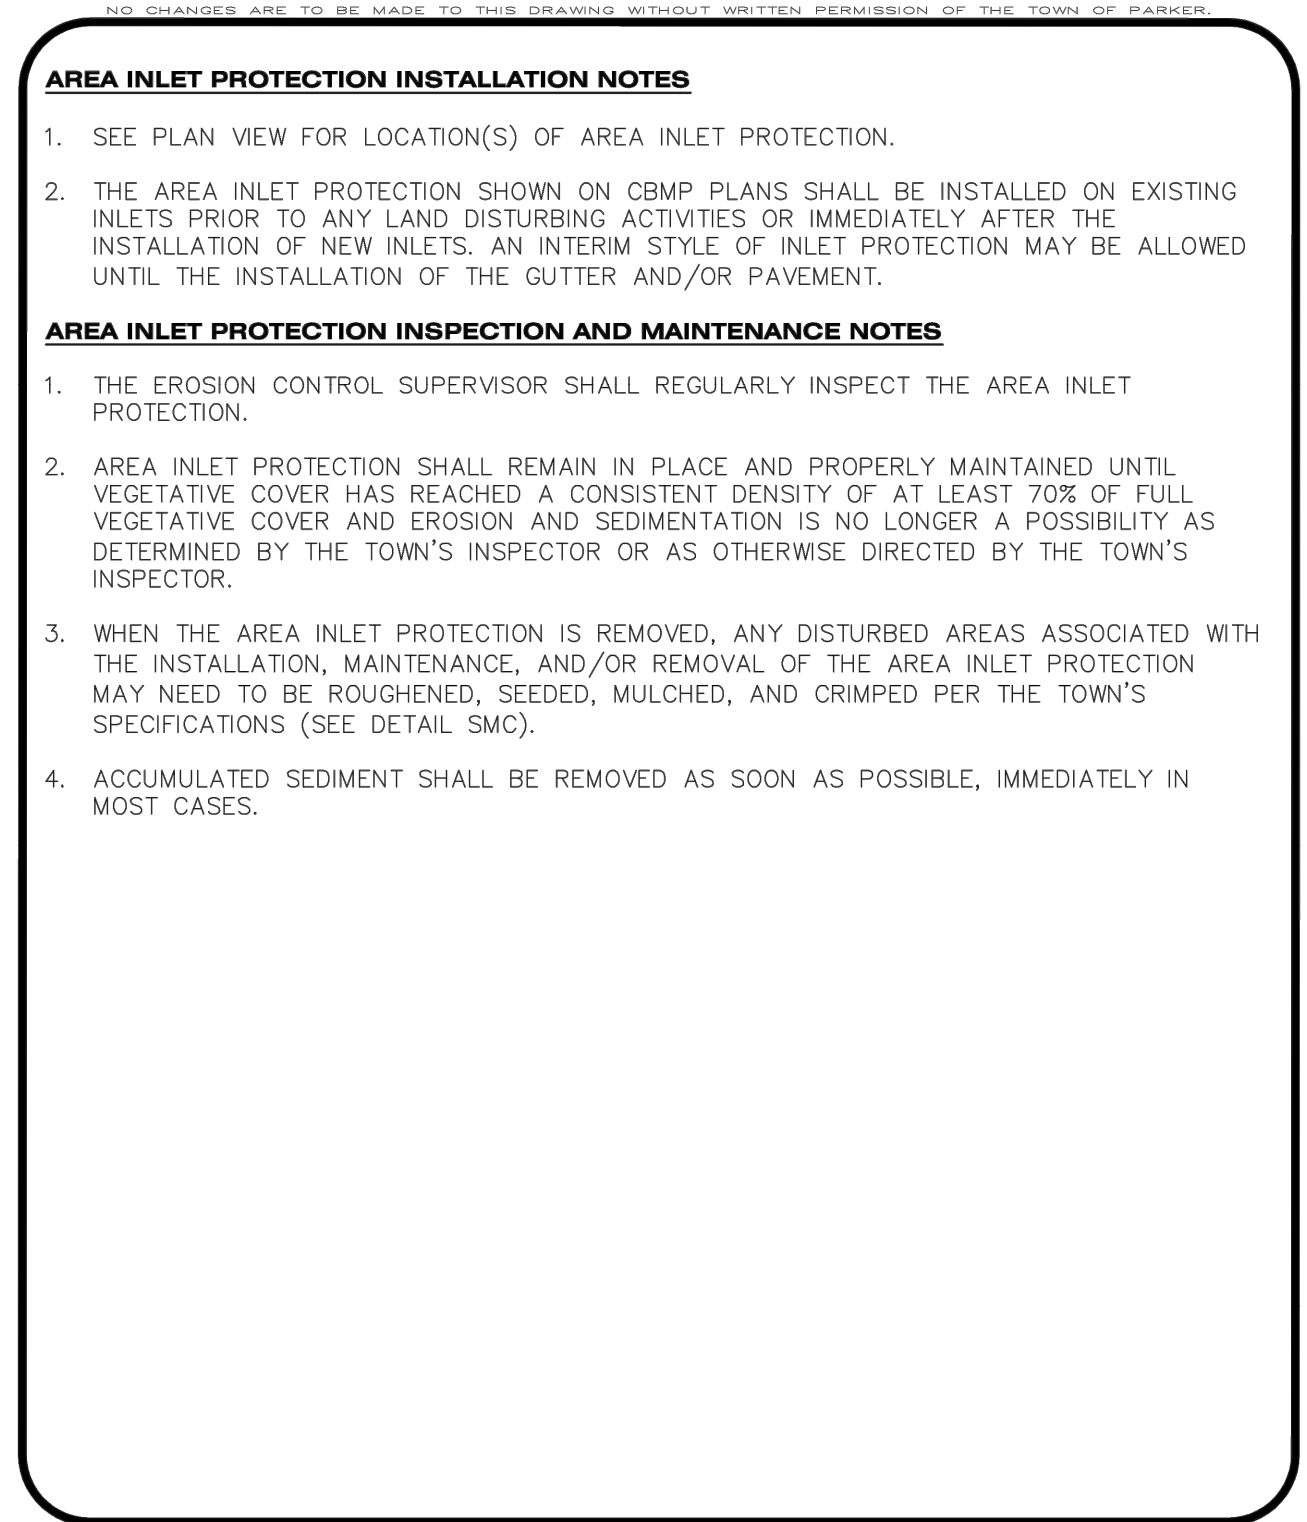 NO CHANGES ARE TO BE MADE TO THIS DRAWING WITHOUT WRITTEN PERMISSION OF THE TOWN OF PARKER.
AREA INLET PROTECTION INSTALLATION NOTES
1. SEE PLAN VIEW FOR LOCATION(S) OF AREA INLET PROTECTION.
2. THE AREA INLET PROTECTION SHOWN ON CBMP PLANS SHALL BE INSTALLED ON EXISTING
INLETS PRIOR TO ANY LAND DISTURBING ACTIVITIES OR IMMEDIATELY AFTER THE
INSTALLATION OF NEW INLETS. AN INTERIM STYLE OF INLET PROTECTION MAY BE ALLOWED
UNTIL THE INSTALLATION OF THE GUTTER AND/OR PAVEMENT.
AREA INLET PROTECTION INSPECTION AND MAINTENANCE NOTES
1. THE EROSION CONTROL SUPERVISOR SHALL REGULARLY INSPECT THE AREA INLET
PROTECTION.
2. AREA INLET PROTECTION SHALL REMAIN IN PLACE AND PROPERLY MAINTAINED UNTIL
VEGETATIVE COVER HAS REACHED A CONSISTENT DENSITY OF AT LEAST 70% OF FULL
VEGETATIVE COVER AND EROSION AND SEDIMENTATION IS NO LONGER A POSSIBILITY AS
DETERMINED BY THE TOWN'S INSPECTOR OR AS OTHERWISE DIRECTED BY THE TOWN'S
INSPECTOR.
3. WHEN THE AREA INLET PROTECTION IS REMOVED, ANY DISTURBED AREAS ASSOCIATED WITH
THE INSTALLATION, MAINTENANCE, AND/OR REMOVAL OF THE AREA INLET PROTECTION
MAY NEED TO BE ROUGHENED, SEEDED, MULCHED, AND CRIMPED PER THE TOWN'S
SPECIFICATIONS (SEE DETAIL SMC).
4. ACCUMULATED SEDIMENT SHALL BE REMOVED AS SOON AS POSSIBLE, IMMEDIATELY IN
MOST CASES.